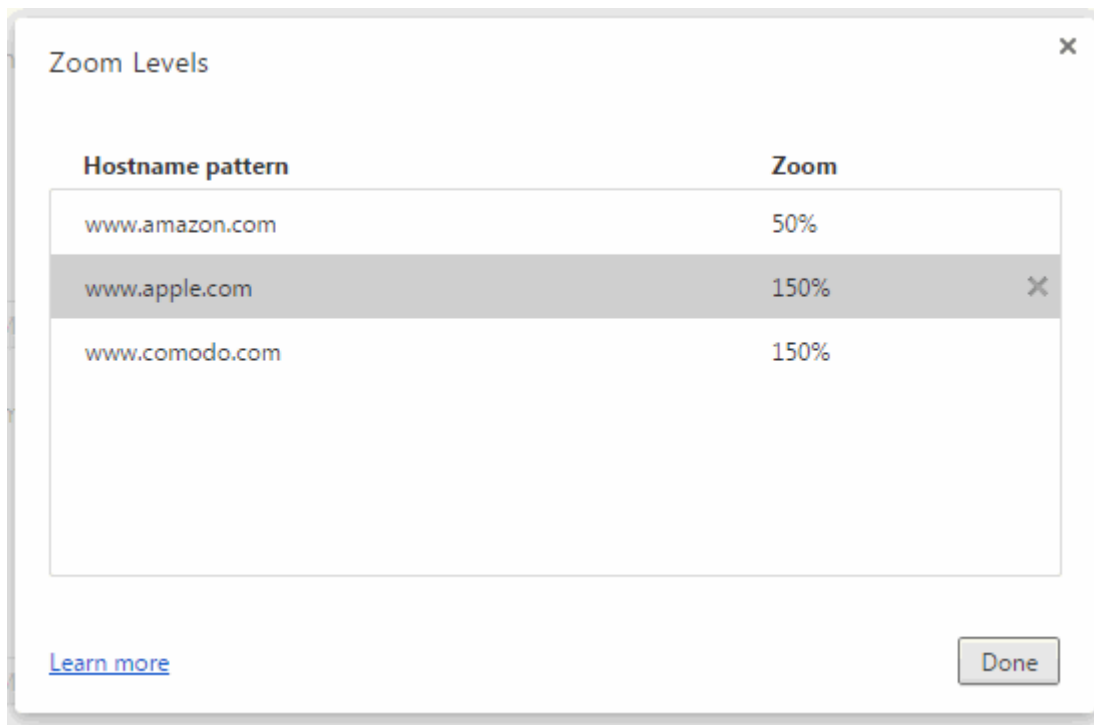 Zoom Levels
Hostname pattern Zoom
www.amazon.com 50%
www.apple.com 150%
www.comodo.com 150%
Learn more Done